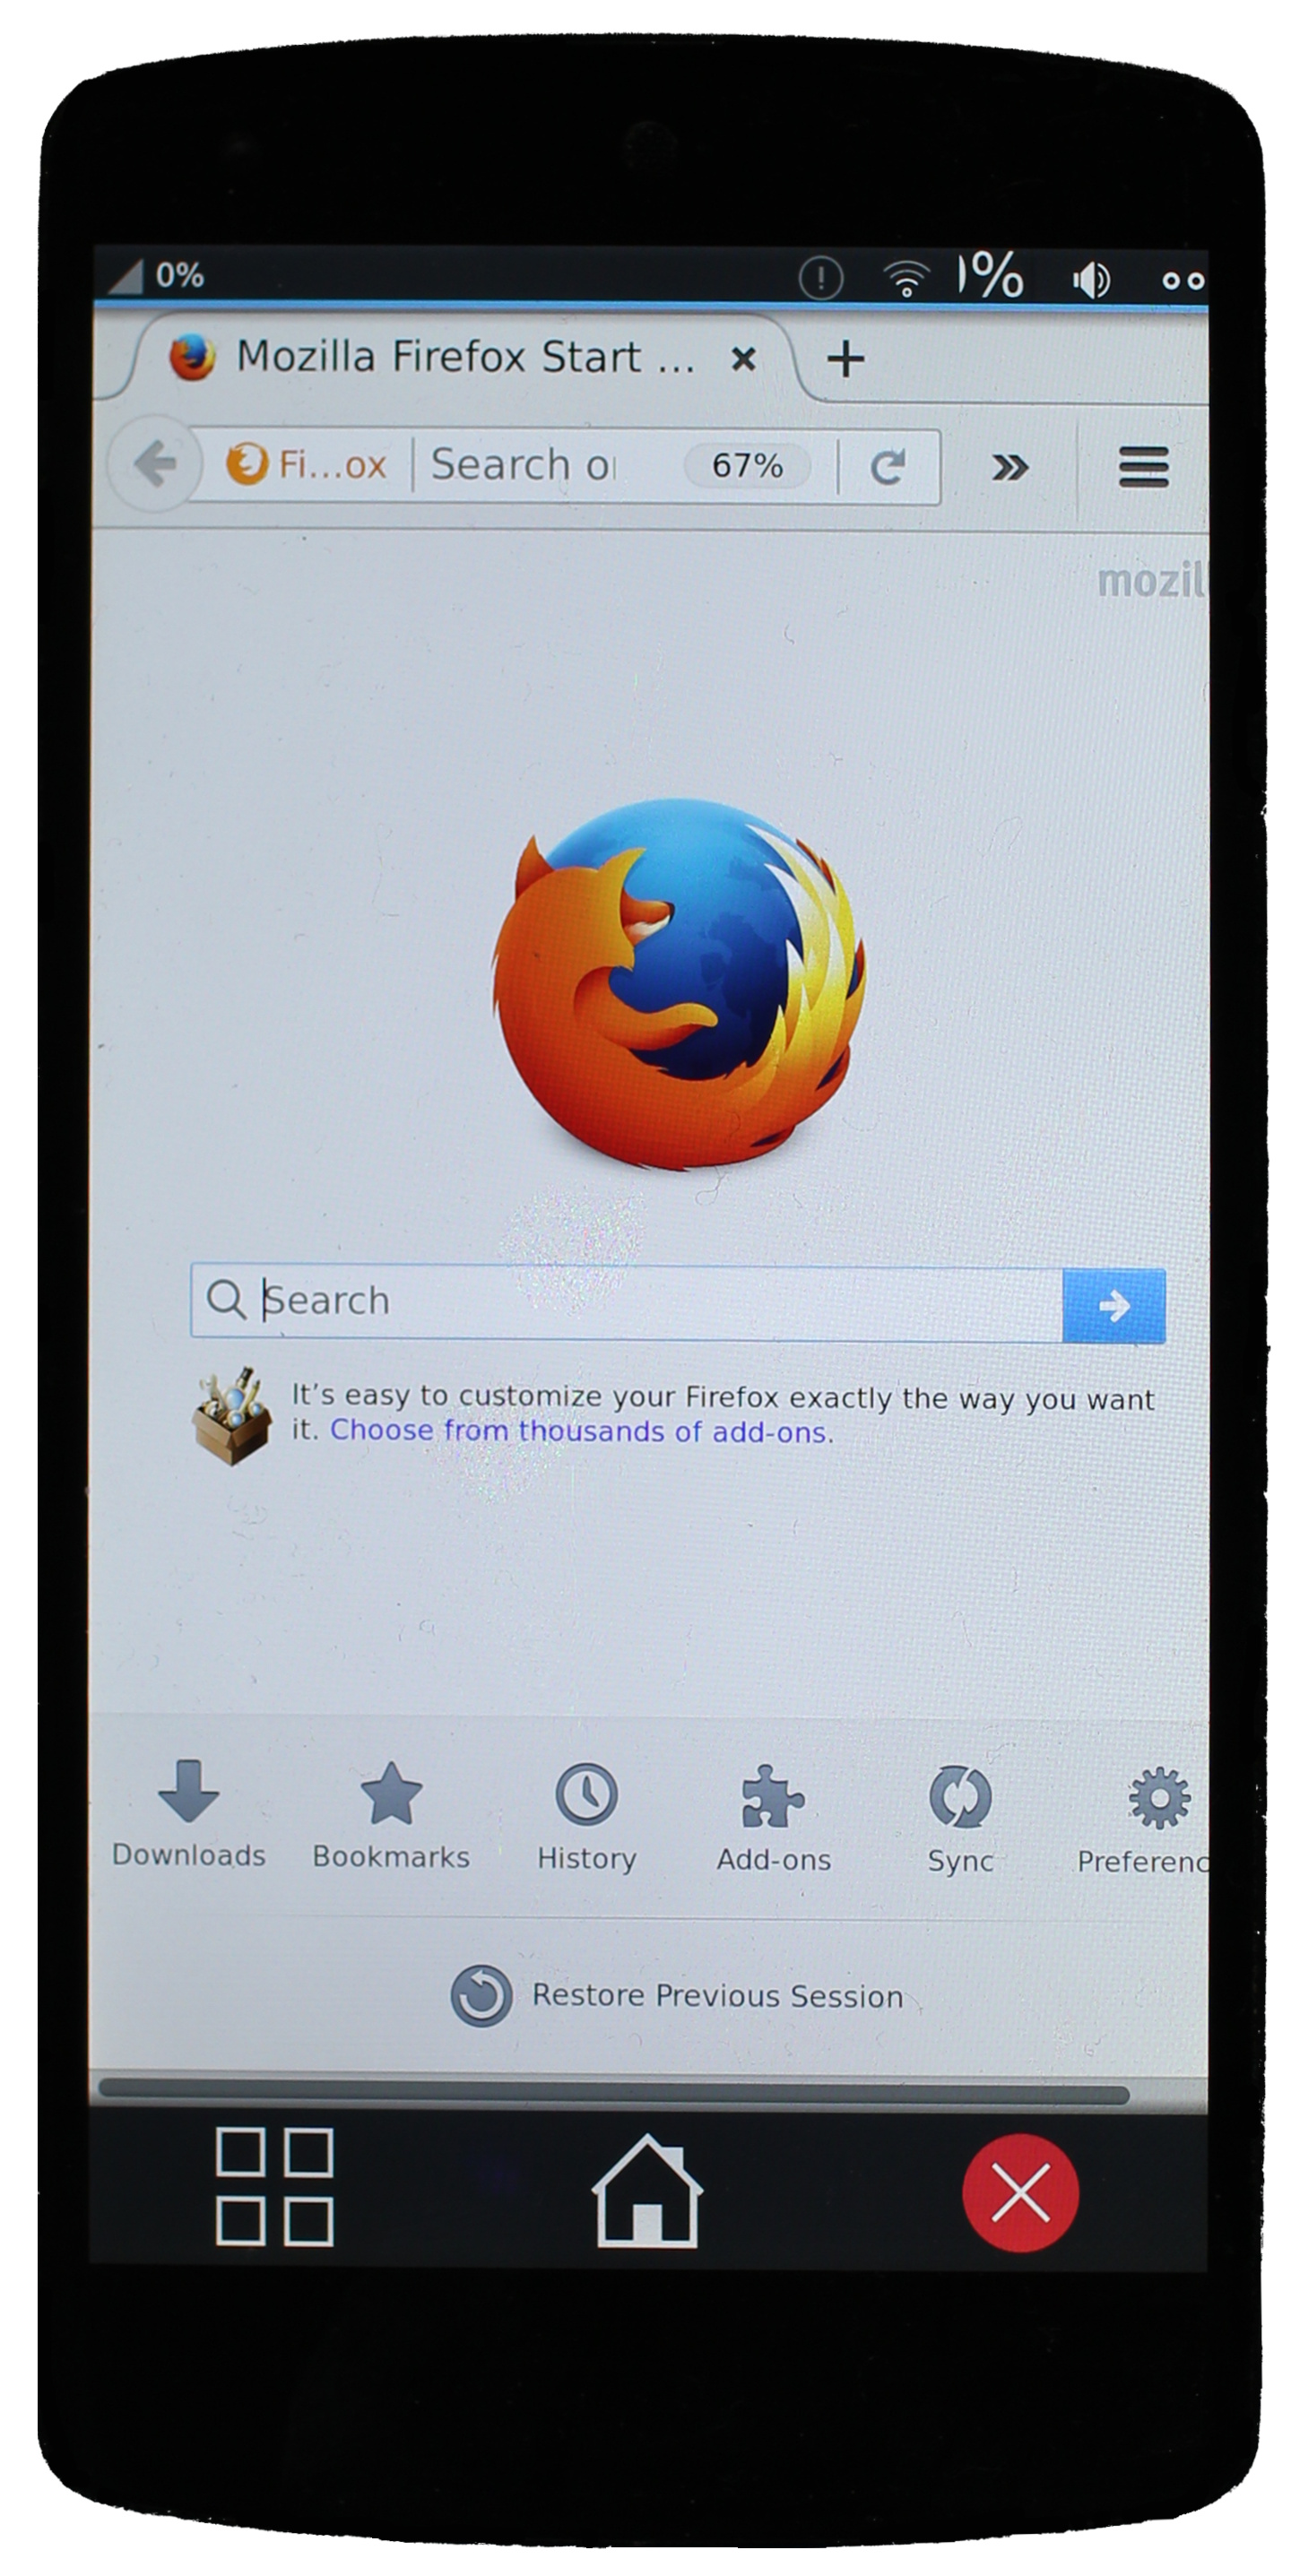 0% )%
Mozilla Firefox Start ...
Fi...ox Search o 67%
mozil
Search
It's easy to customize your Firefox exactly the way you want
it. Choose from thousands of add-ons.
Downloads Bookmarks History Add-ons Sync Preferenc
Restore Previous Session